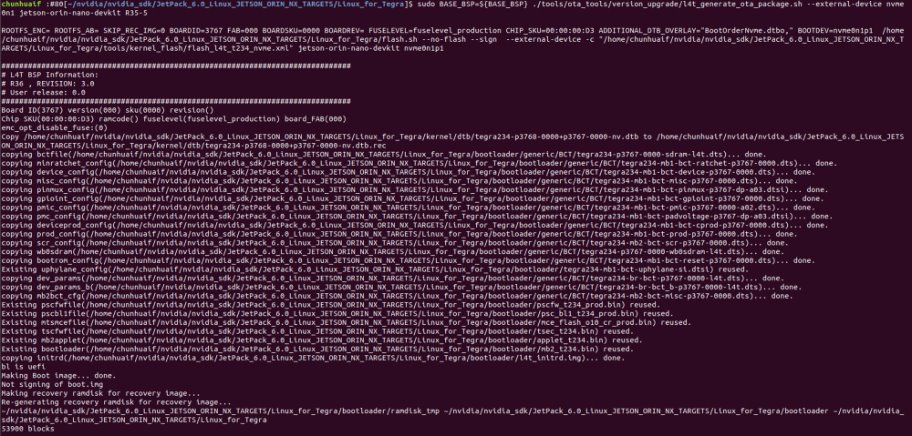 chunhuaif :#80[~/nvidia/nvidia_sdk/JetPack_6.0_Linux_JETSON_ORIN_NX_TARGETS/Linux_for_Tegra]$ sudo BASE_BSP=${BASE_BSP} ./tools/ota_tools/version_upgrade/l4t_generate_ota_package.sh --external-device nvme
0n1 jetson-orin-nano-devkit R35-5
ROOTFS_ENC= ROOTFS_AB= SKIP_REC_IMG=0 BOARDID=3767 FAB=000 BOARDSKU=0000 BOARDREV= FUSELEVEL=fuselevel_production CHIP_SKU=00:00:00:D3 ADDITIONAL_DTB_OVERLAY="BootOrderNvme.dtbo," BOOTDEV=nvme0n1p1 /home
/chunhuaif/nvidia/nvidia_sdk/JetPack_6.0_Linux_JETSON_ORIN_NX_TARGETS/Linux_for_Tegra/flash.sh --no-flash --sign --external-device -c "/home/chunhuaif/nvidia/nvidia_sdk/JetPack_6.0_Linux_JETSON_ORIN_NX_T
ARGETS/Linux_for_Tegra/tools/kernel_flash/flash_l4t_t234_nvme.xml" jetson-orin-nano-devkit nvme0n1p1
###############################################################################
# L4T BSP Information:
# R36 , REVISION: 3.0
# User release: 0.0
###############################################################################
Board ID(3767) version(000) sku(0000) revision()
Chip SKU(00:00:00:D3) ramcode() fuselevel(fuselevel_production) board_FAB(000)
emc_opt_disable_fuse:(0)
Copy /home/chunhuaif/nvidia/nvidia_sdk/JetPack_6.0_Linux_JETSON_ORIN_NX_TARGETS/Linux_for_Tegra/kernel/dtb/tegra234-p3768-0000+p3767-0000-nv.dtb to /home/chunhuaif/nvidia/nvidia_sdk/JetPack_6.0_Linux_JETS
ON_ORIN_NX_TARGETS/Linux_for_Tegra/kernel/dtb/tegra234-p3768-0000+p3767-0000-nv.dtb.rec
copying bctfile(/home/chunhuaif/nvidia/nvidia_sdk/JetPack_6.0_Linux_JETSON_ORIN_NX_TARGETS/Linux_for_Tegra/bootloader/generic/BCT/tegra234-p3767-0000-sdram-l4t.dts)... done.
copying minratchet_config(/home/chunhuaif/nvidia/nvidia_sdk/JetPack_6.0_Linux_JETSON_ORIN_NX_TARGETS/Linux_for_Tegra/bootloader/generic/BCT/tegra234-mb1-bct-ratchet-p3767-0000.dts)... done.
copying device_config(/home/chunhuaif/nvidia/nvidia_sdk/JetPack_6.0_Linux_JETSON_ORIN_NX_TARGETS/Linux_for_Tegra/bootloader/generic/BCT/tegra234-mb1-bct-device-p3767-0000.dts)... done.
copying misc_config(/home/chunhuaif/nvidia/nvidia_sdk/JetPack_6.0_Linux_JETSON_ORIN_NX_TARGETS/Linux_for_Tegra/bootloader/generic/BCT/tegra234-mb1-bct-misc-p3767-0000.dts)... done.
copying pinmux_config(/home/chunhuaif/nvidia/nvidia_sdk/JetPack_6.0_Linux_JETSON_ORIN_NX_TARGETS/Linux_for_Tegra/bootloader/generic/BCT/tegra234-mb1-bct-pinmux-p3767-dp-a03.dtsi)... done.
copying gpioint_config(/home/chunhuaif/nvidia/nvidia_sdk/JetPack_6.0_Linux_JETSON_ORIN_NX_TARGETS/Linux_for_Tegra/bootloader/generic/BCT/tegra234-mb1-bct-gpioint-p3767-0000.dts)... done.
copying pmic_config(/home/chunhuaif/nvidia/nvidia_sdk/JetPack_6.0_Linux_JETSON_ORIN_NX_TARGETS/Linux_for_Tegra/bootloader/generic/BCT/tegra234-mb1-bct-pmic-p3767-0000-a02.dts)... done.
copying pmc_config(/home/chunhuaif/nvidia/nvidia_sdk/JetPack_6.0_Linux_JETSON_ORIN_NX_TARGETS/Linux_for_Tegra/bootloader/generic/BCT/tegra234-mb1-bct-padvoltage-p3767-dp-a03.dtsi)... done.
copying deviceprod_config(/home/chunhuaif/nvidia/nvidia_sdk/JetPack_6.0_Linux_JETSON_ORIN_NX_TARGETS/Linux_for_Tegra/bootloader/generic/BCT/tegra234-mb1-bct-cprod-p3767-0000.dts)... done.
copying prod_config(/home/chunhuaif/nvidia/nvidia_sdk/JetPack_6.0_Linux_JETSON_ORIN_NX_TARGETS/Linux_for_Tegra/bootloader/generic/BCT/tegra234-mb1-bct-prod-p3767-0000.dts)... done.
copying scr_config(/home/chunhuaif/nvidia/nvidia_sdk/JetPack_6.0_Linux_JETSON_ORIN_NX_TARGETS/Linux_for_Tegra/bootloader/generic/BCT/tegra234-mb2-bct-scr-p3767-0000.dts)... done.
copying wb0sdram(/home/chunhuaif/nvidia/nvidia_sdk/JetPack_6.0_Linux_JETSON_ORIN_NX_TARGETS/Linux_for_Tegra/bootloader/generic/BCT/tegra234-p3767-0000-wb0sdram-l4t.dts)... done.
copying bootrom_config(/home/chunhuaif/nvidia/nvidia_sdk/JetPack_6.0_Linux_JETSON_ORIN_NX_TARGETS/Linux_for_Tegra/bootloader/generic/BCT/tegra234-mb1-bct-reset-p3767-0000.dts)... done.
Existing uphylane_config(/home/chunhuaif/nvidia/nvidia_sdk/JetPack_6.0_Linux_JETSON_ORIN_NX_TARGETS/Linux_for_Tegra/bootloader/tegra234-mb1-bct-uphylane-si.dtsi) reused.
copying dev_params(/home/chunhuaif/nvidia/nvidia_sdk/JetPack_6.0_Linux_JETSON_ORIN_NX_TARGETS/Linux_for_Tegra/bootloader/generic/BCT/tegra234-br-bct-p3767-0000-l4t.dts)... done.
copying dev_params_b(/home/chunhuaif/nvidia/nvidia_sdk/JetPack_6.0_Linux_JETSON_ORIN_NX_TARGETS/Linux_for_Tegra/bootloader/generic/BCT/tegra234-br-bct_b-p3767-0000-l4t.dts)... done.
copying mb2bct_cfg(/home/chunhuaif/nvidia/nvidia_sdk/JetPack_6.0_Linux_JETSON_ORIN_NX_TARGETS/Linux_for_Tegra/bootloader/generic/BCT/tegra234-mb2-bct-misc-p3767-0000.dts)... done.
Existing pscfwfile(/home/chunhuaif/nvidia/nvidia_sdk/JetPack_6.0_Linux_JETSON_ORIN_NX_TARGETS/Linux_for_Tegra/bootloader/pscfw_t234_prod.bin) reused.
Existing pscbl1file(/home/chunhuaif/nvidia/nvidia_sdk/JetPack_6.0_Linux_JETSON_ORIN_NX_TARGETS/Linux_for_Tegra/bootloader/psc_bl1_t234_prod.bin) reused.
Existing mtsmcefile(/home/chunhuaif/nvidia/nvidia_sdk/JetPack_6.0_Linux_JETSON_ORIN_NX_TARGETS/Linux_for_Tegra/bootloader/mce_flash_o10_cr_prod.bin) reused.
Existing tscfwfile(/home/chunhuaif/nvidia/nvidia_sdk/JetPack_6.0_Linux_JETSON_ORIN_NX_TARGETS/Linux_for_Tegra/bootloader/tsec_t234.bin) reused.
Existing mb2applet(/home/chunhuaif/nvidia/nvidia_sdk/JetPack_6.0_Linux_JETSON_ORIN_NX_TARGETS/Linux_for_Tegra/bootloader/applet_t234.bin) reused.
Existing bootloader(/home/chunhuaif/nvidia/nvidia_sdk/JetPack_6.0_Linux_JETSON_ORIN_NX_TARGETS/Linux_for_Tegra/bootloader/mb2_t234.bin) reused.
copying initrd(/home/chunhuaif/nvidia/nvidia_sdk/JetPack_6.0_Linux_JETSON_ORIN_NX_TARGETS/Linux_for_Tegra/bootloader/l4t_initrd.img)... done.
bl is uefi
Making Boot image... done.
Not signing of boot.img
Making recovery ramdisk for recovery image...
Re-generating recovery ramdisk for recovery image...
~/nvidia/nvidia_sdk/JetPack_6.0_Linux_JETSON_ORIN_NX_TARGETS/Linux_for_Tegra/bootloader/ramdisk_tmp ~/nvidia/nvidia_sdk/JetPack_6.0_Linux_JETSON_ORIN_NX_TARGETS/Linux_for_Tegra/bootloader ~/nvidia/nvidia
_sdk/JetPack_6.0_Linux_JETSON_ORIN_NX_TARGETS/Linux_for_Tegra
53900 blocks